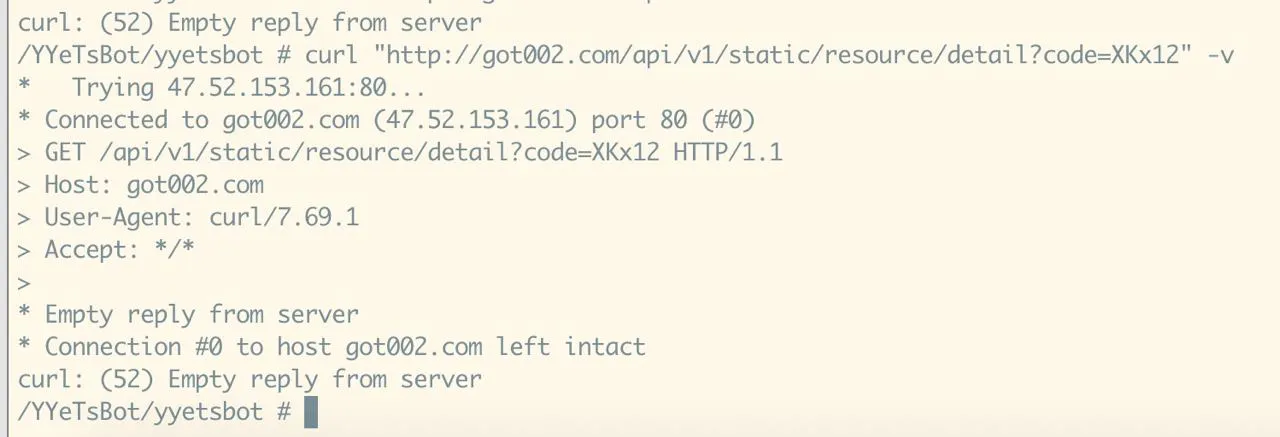 curl: (52) Empty reply from server
/YYeTsBot/yyetsbot # curl "http://got002.com/api/v1/static/resource/detail?code=XKx12" -v
*   Trying 47.52.153.161:80...
* Connected to got002.com (47.52.153.161) port 80 (#0)
> GET /api/v1/static/resource/detail?code=XKx12 HTTP/1.1
> Host: got002.com
> User-Agent: curl/7.69.1
> Accept: */*
>
* Empty reply from server
* Connection #0 to host got002.com left intact
curl: (52) Empty reply from server
/YYeTsBot/yyetsbot #